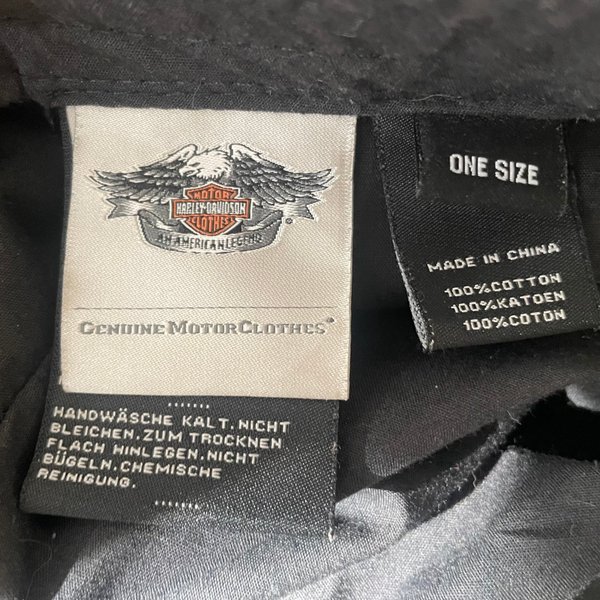 MOTOR
HARLEY-DAVIDSON
CLOTHES
®
AN AMERICAN LEGEND
GENUINE MOTORCLOTHES®
HANDWÄSCHE KALT. NICHT
BLEICHEN. ZUM TROCKNEN
FLACH HINLEGEN. NICHT
BÜGELN. CHEMISCHE
REINIGUNG.
ONE SIZE
MADE IN CHINA
100%COTTON
100%KATOEN
100%COTON